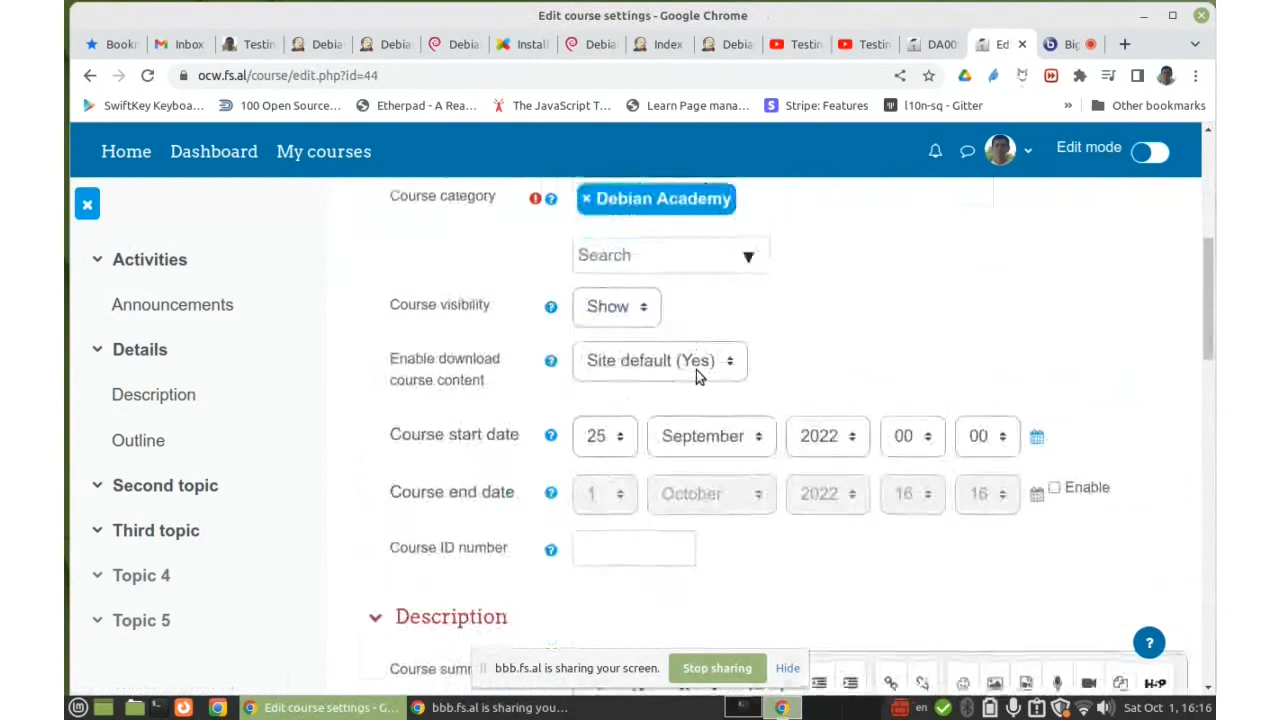 Edit course settings - Google Chrome
Bookr
Inbox
Testin
Debia
Debia
Debia
Install
Debia
Index
Debia
Testin
Testin
DA00
Ed
Big
ocw.fs.al/course/edit.php?id=44
SwiftKey Keyboa...
100 Open Source...
Etherpad - A Rea...
The JavaScript T...
Learn Page mana...
Stripe: Features
l10n-sq - Gitter
»
Other bookmarks
Home
Dashboard
My courses
Edit mode
Course category
× Debian Academy
Search
Activities
Announcements
Course visibility
Show
Details
Enable download
course content
Site default (Yes)
Description
Course start date
25
September
2022
00
00
Outline
Second topic
Course end date
1
October
2022
16
16
Enable
Third topic
Course ID number
Topic 4
Topic 5
Description
?
Course summ
bbb.fs.al is sharing your screen.
Stop sharing
Hide
H-P
Edit course settings - G...
bbb.fs.al is sharing you...
en
Sat Oct 1, 16:16